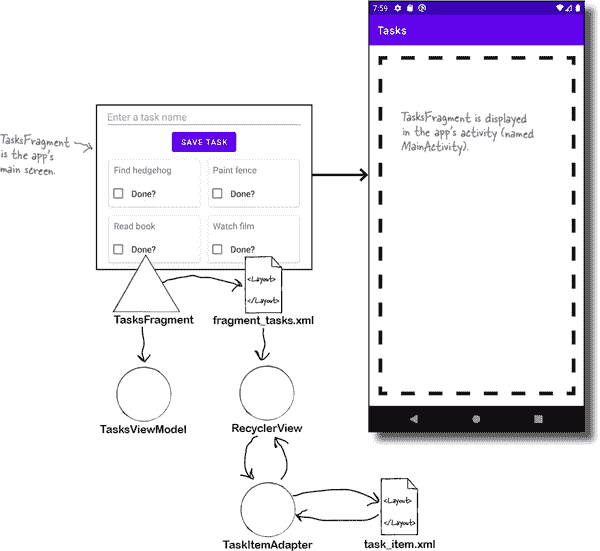 7:59
Tasks
TasksFragment is displayed
in the app's activity (named
MainActivity).
TasksFragment
is the app's
main screen.
Enter a task name
SAVE TASK
Find hedgehog
Done?
Paint fence
Done?
Read book
Done?
Watch film
Done?
<Layout>
</Layout>
TasksFragment
fragment_tasks.xml
TasksViewModel
RecyclerView
<Layout>
</Layout>
TaskItemAdapter
task_item.xml